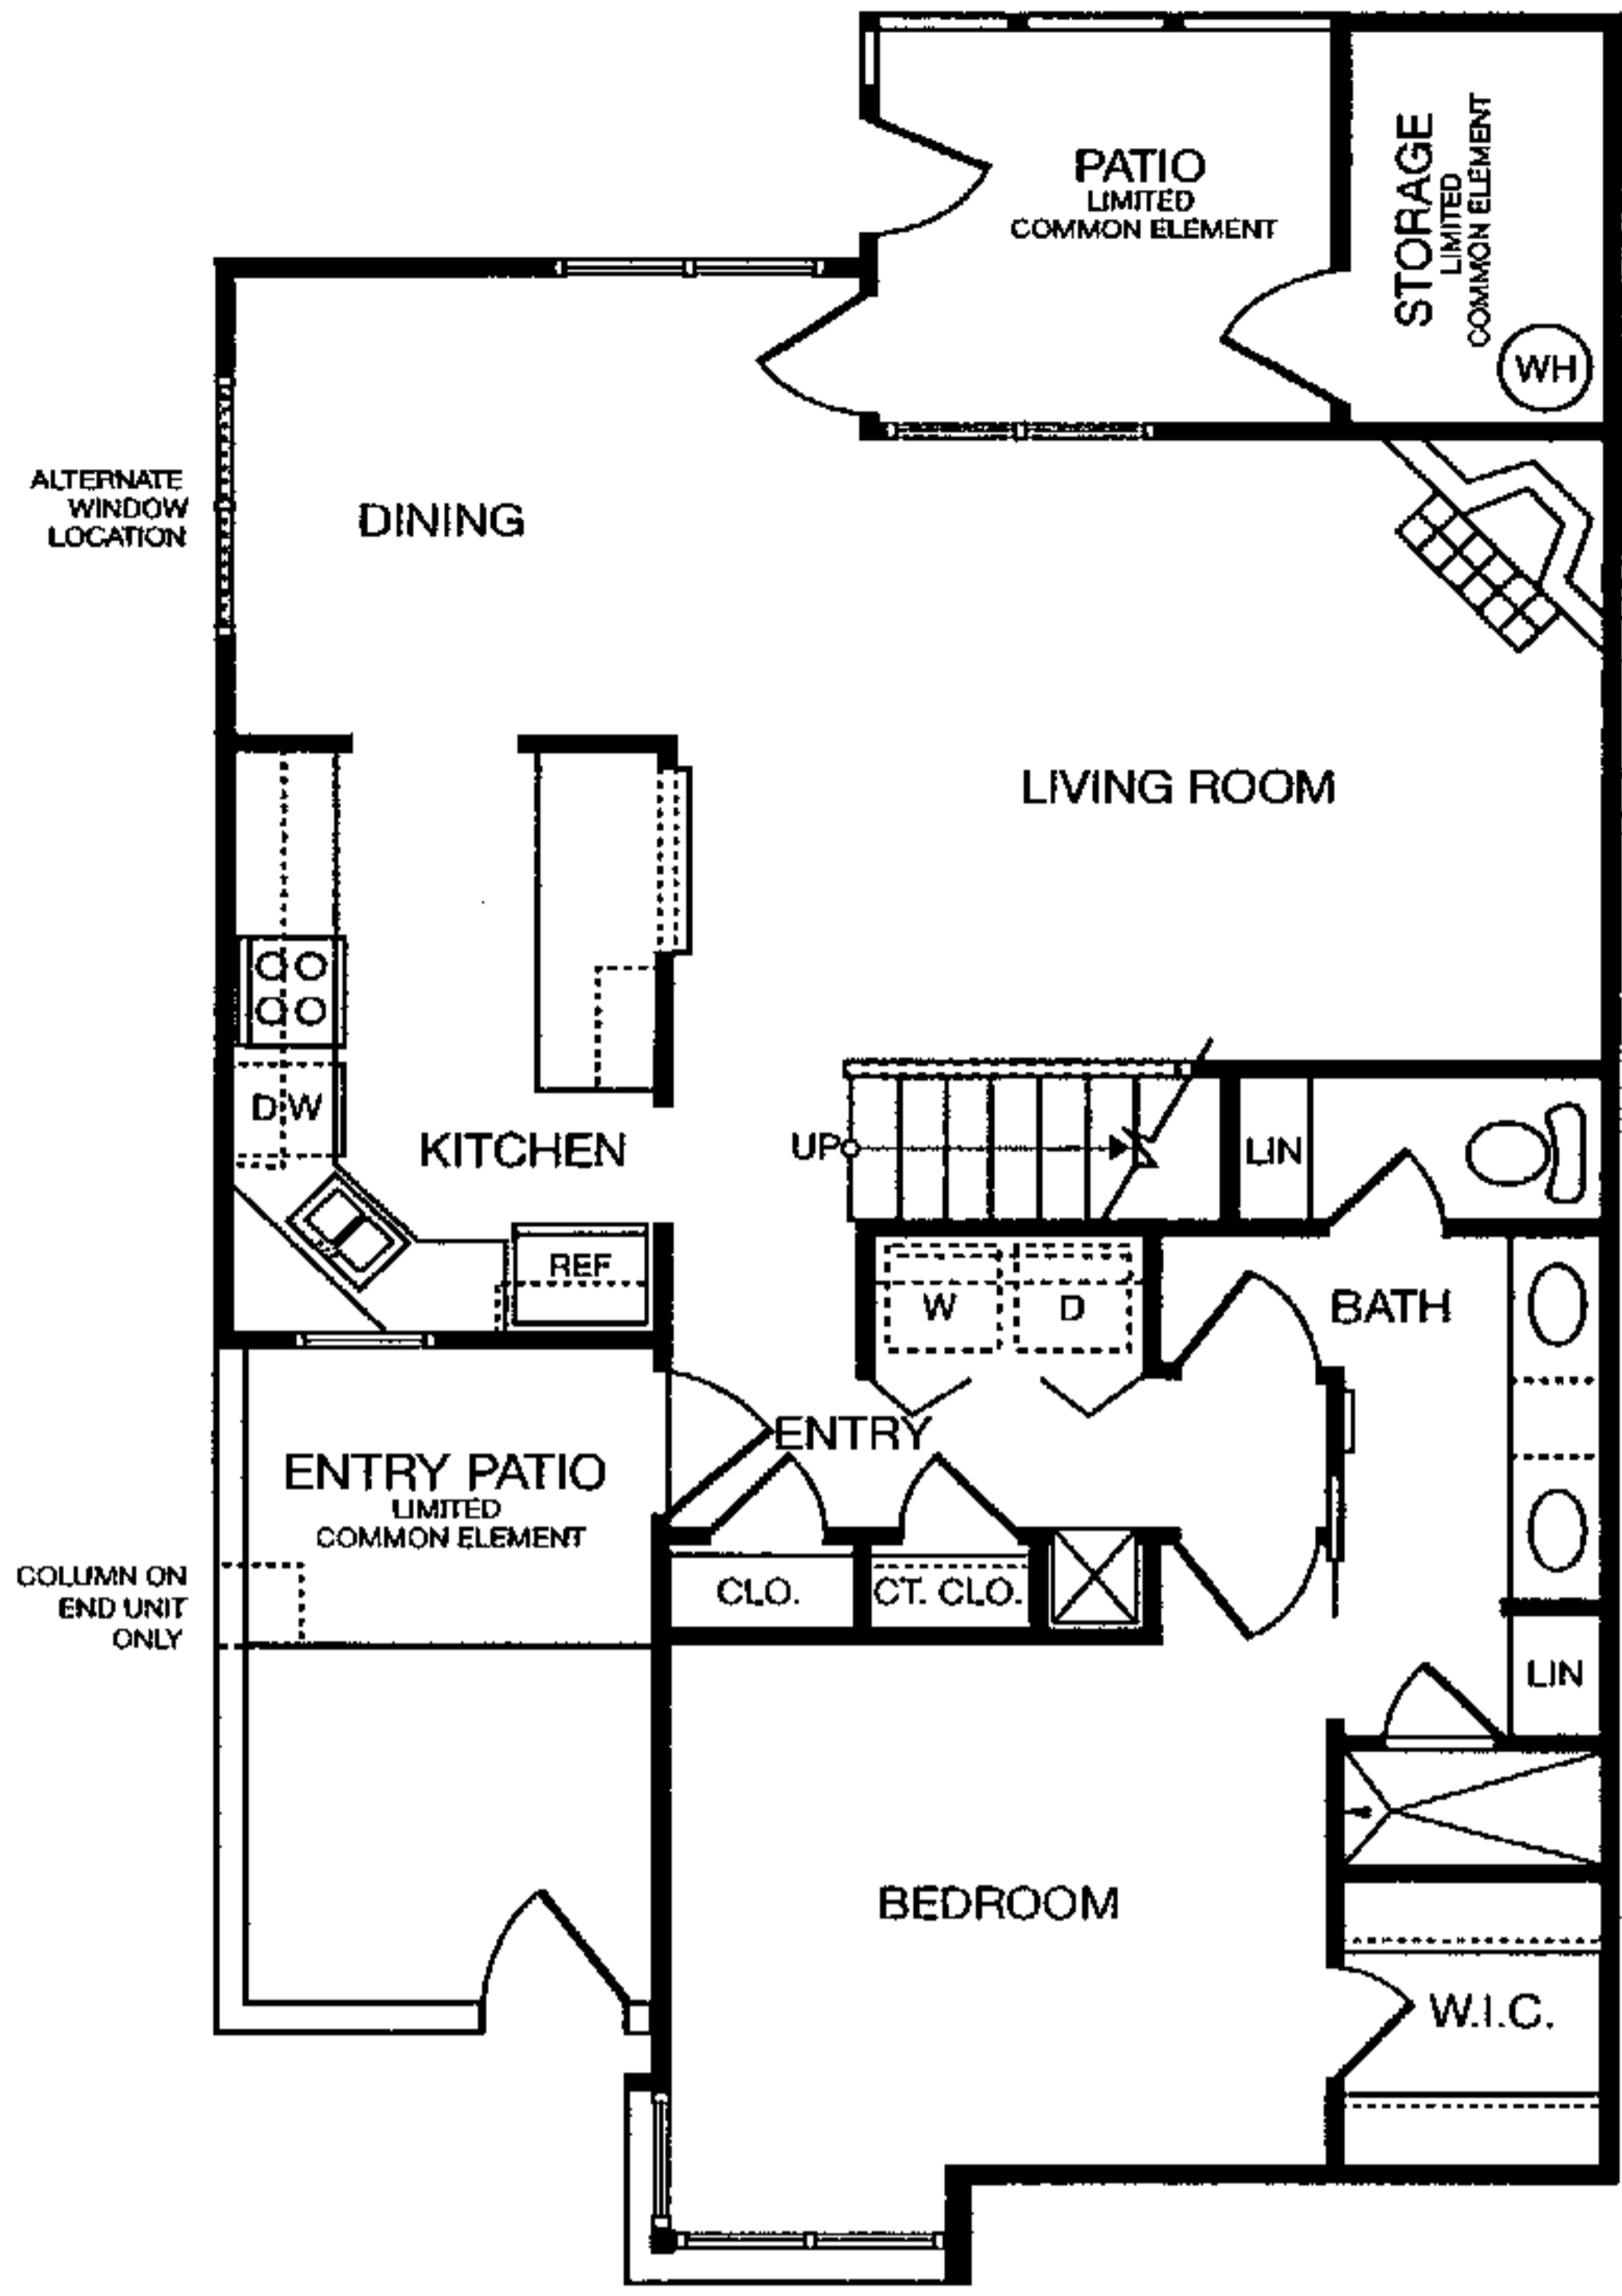 PATIO
LIMITED
COMMON ELEMENT
STORAGE
LIMITED
COMMON ELEMENT
WH
ALTERNATE
WINDOW
LOCATION
DINING
LIVING ROOM
DW
KITCHEN
UP
LIN
REF
W
D
BATH
ENTRY
ENTRY PATIO
LIMITED
COMMON ELEMENT
COLUMN ON
END UNIT
ONLY
CLO.
CT. CLO.
LIN
BEDROOM
W.I.C.